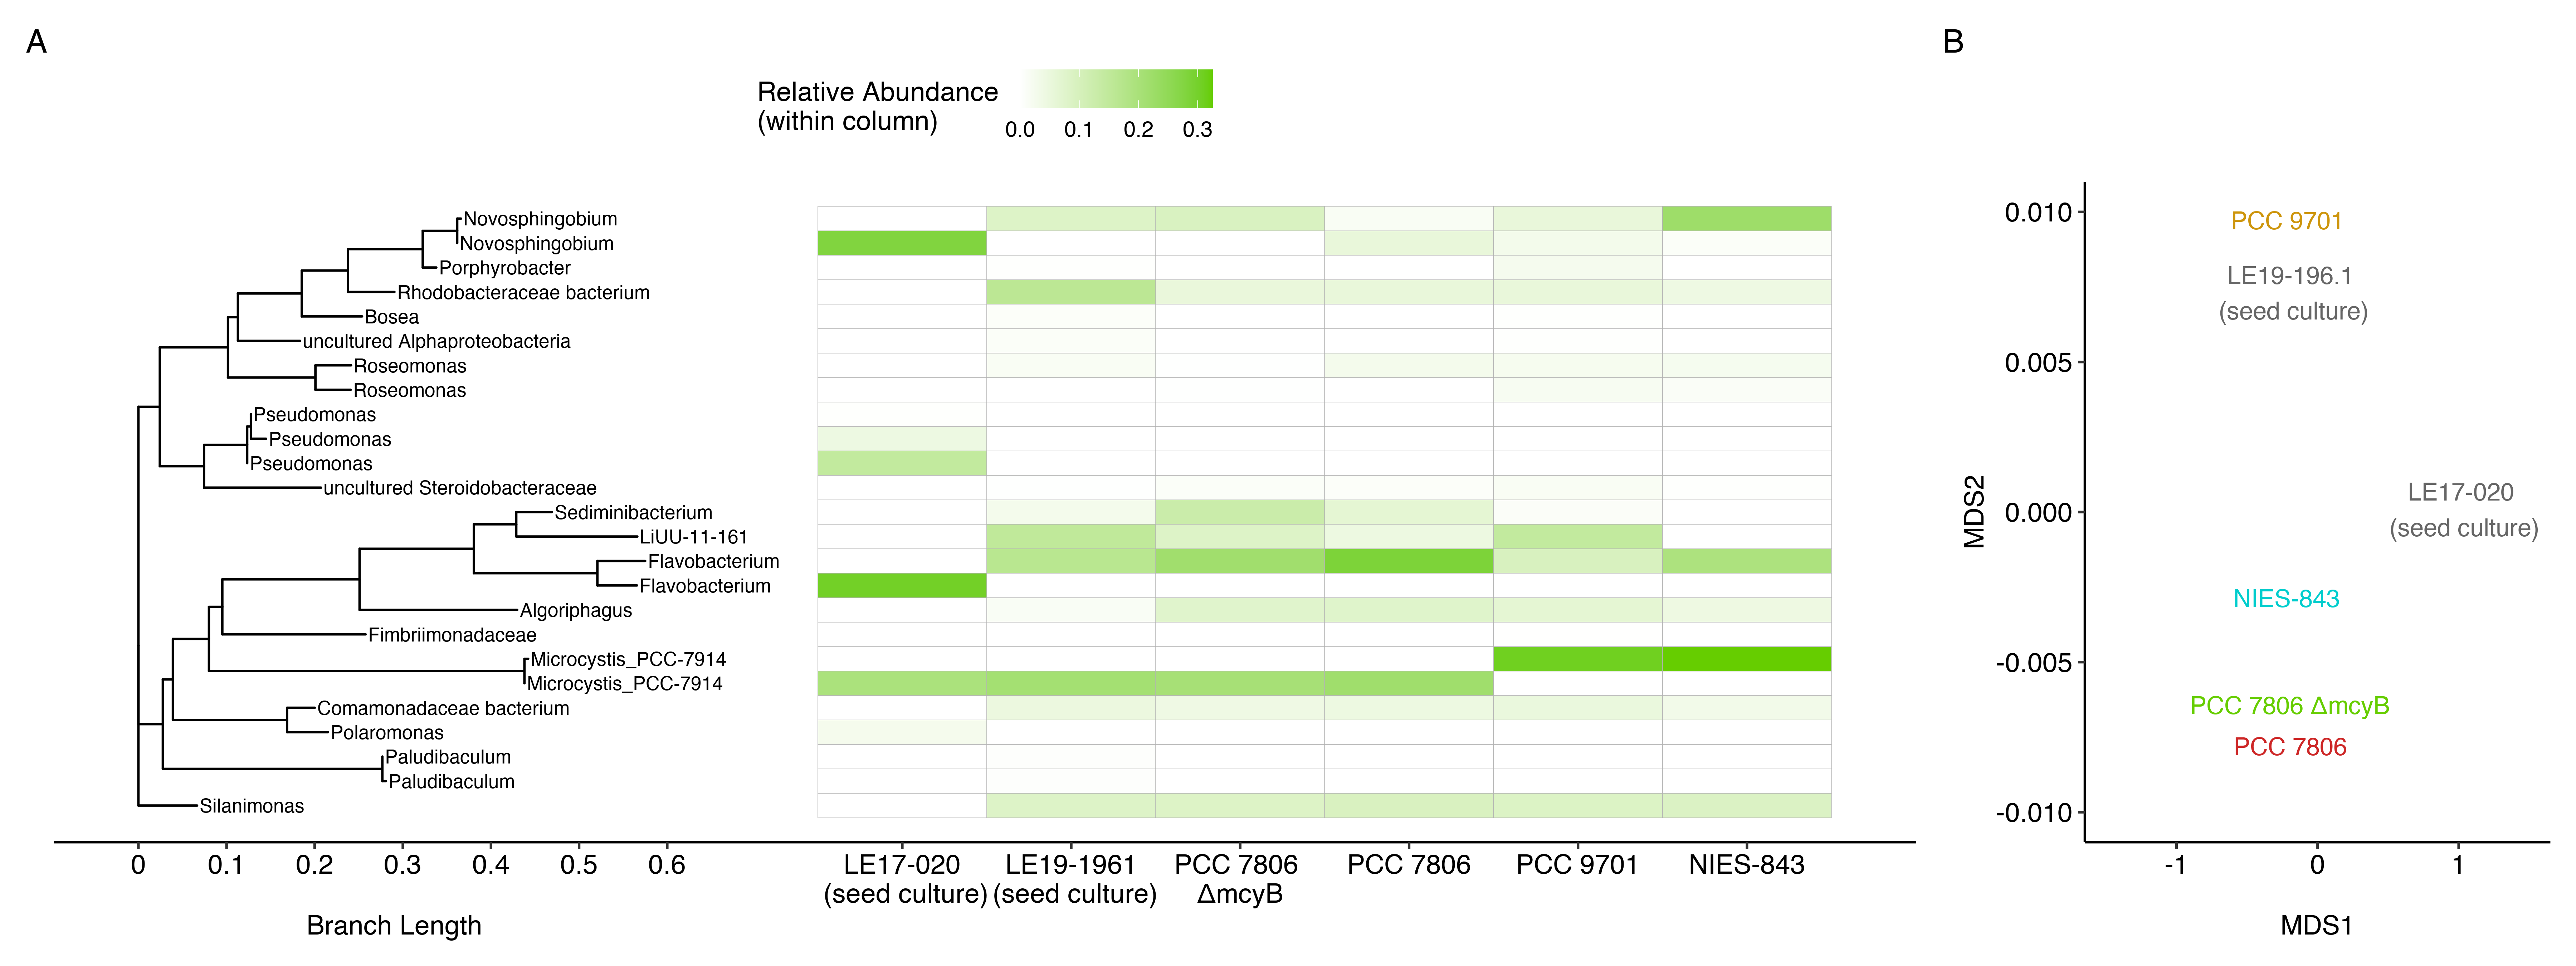 A
B
Relative Abundance
(within column)
0.0 0.1 0.2 0.3
Novosphingobium
Novosphingobium
Porphyrobacter
Rhodobacteraceae bacterium
Bosea
uncultured Alphaproteobacteria
Roseomonas
Roseomonas
Pseudomonas
Pseudomonas
Pseudomonas
uncultured Steroidobacteraceae
Sediminibacterium
LiUU-11-161
Flavobacterium
Flavobacterium
Algoriphagus
Fimbriimonadaceae
Microcystis_PCC-7914
Microcystis_PCC-7914
Comamonadaceae bacterium
Polaromonas
Paludibaculum
Paludibaculum
Silanimonas
0 0.1 0.2 0.3 0.4 0.5 0.6
Branch Length
LE17-020
(seed culture)
LE19-1961
(seed culture)
PCC 7806
ΔmcyB
PCC 7806
PCC 9701
NIES-843
MDS2
0.010
0.005
0.000
-0.005
-0.010
PCC 9701
LE19-196.1
(seed culture)
LE17-020
(seed culture)
NIES-843
PCC 7806 ΔmcyB
PCC 7806
-1 0 1
MDS1